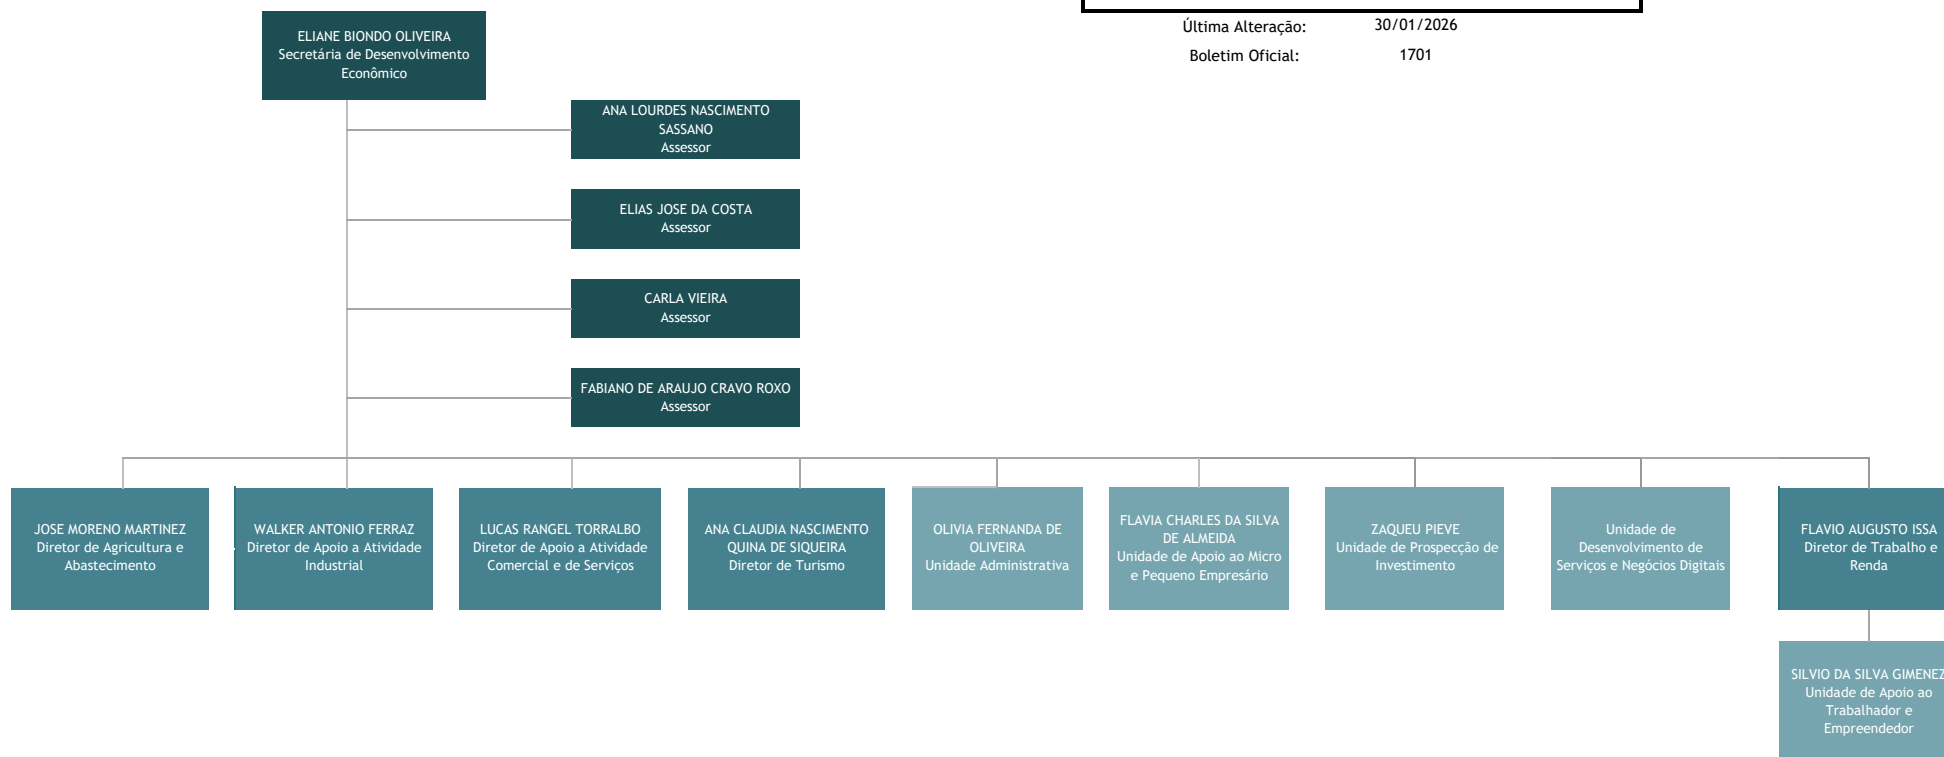 Última Alteração: 30/01/2026
Boletim Oficial: 1701
ELIANE BIONDO OLIVEIRA
Secretária de Desenvolvimento
Econômico
ANA LOURDES NASCIMENTO
SASSANO
Assessor
ELIAS JOSE DA COSTA
Assessor
CARLA VIEIRA
Assessor
FABIANO DE ARAUJO CRAVO ROXO
Assessor
JOSE MORENO MARTINEZ
Diretor de Agricultura e
Abastecimento
WALKER ANTONIO FERRAZ
Diretor de Apoio a Atividade
Industrial
LUCAS RANGEL TORRALBO
Diretor de Apoio a Atividade
Comercial e de Serviços
ANA CLAUDIA NASCIMENTO
QUINA DE SIQUEIRA
Diretor de Turismo
OLIVIA FERNANDA DE
OLIVEIRA
Unidade Administrativa
FLAVIA CHARLES DA SILVA
DE ALMEIDA
Unidade de Apoio ao Micro
e Pequeno Empresário
ZAQUEU PIEVE
Unidade de Prospecção de
Investimento
Unidade de
Desenvolvimento de
Serviços e Negócios Digitais
FLAVIO AUGUSTO ISSA
Diretor de Trabalho e
Renda
SILVIO DA SILVA GIMENEZ
Unidade de Apoio ao
Trabalhador e
Empreendedor